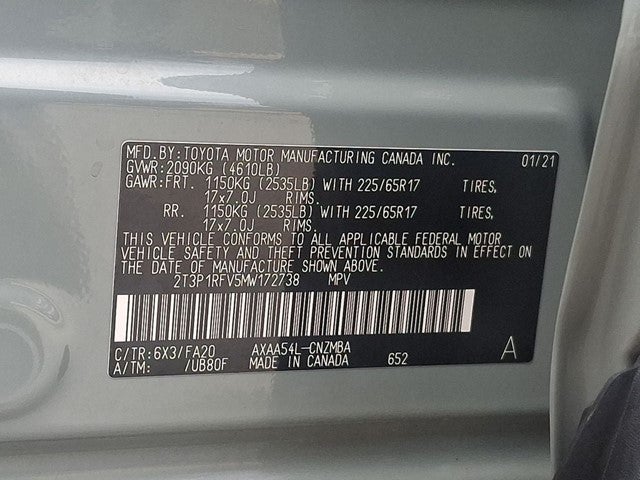 MFD.BY:TOYOTA MOTOR MANUFACTURING CANADA INC. 01/21
GVWR:2090KG (4610LB)
GAWR:FRT. 1150KG (2535LB) WITH 225/65R17 TIRES,
17x7.0J RIMS.
RR. 1150KG (2535LB) WITH 225/65R17 TIRES,
17x7.0J RIMS.
THIS VEHICLE CONFORMS TO ALL APPLICABLE FEDERAL MOTOR
VEHICLE SAFETY AND THEFT PREVENTION STANDARDS IN EFFECT ON
THE DATE OF MANUFACTURE SHOWN ABOVE.
2T3P1RFV5MW172738 MPV
C/TR:6X3/FA20 AXAA54L-CNZMBA
A/TM: /UB80F MADE IN CANADA 652 A